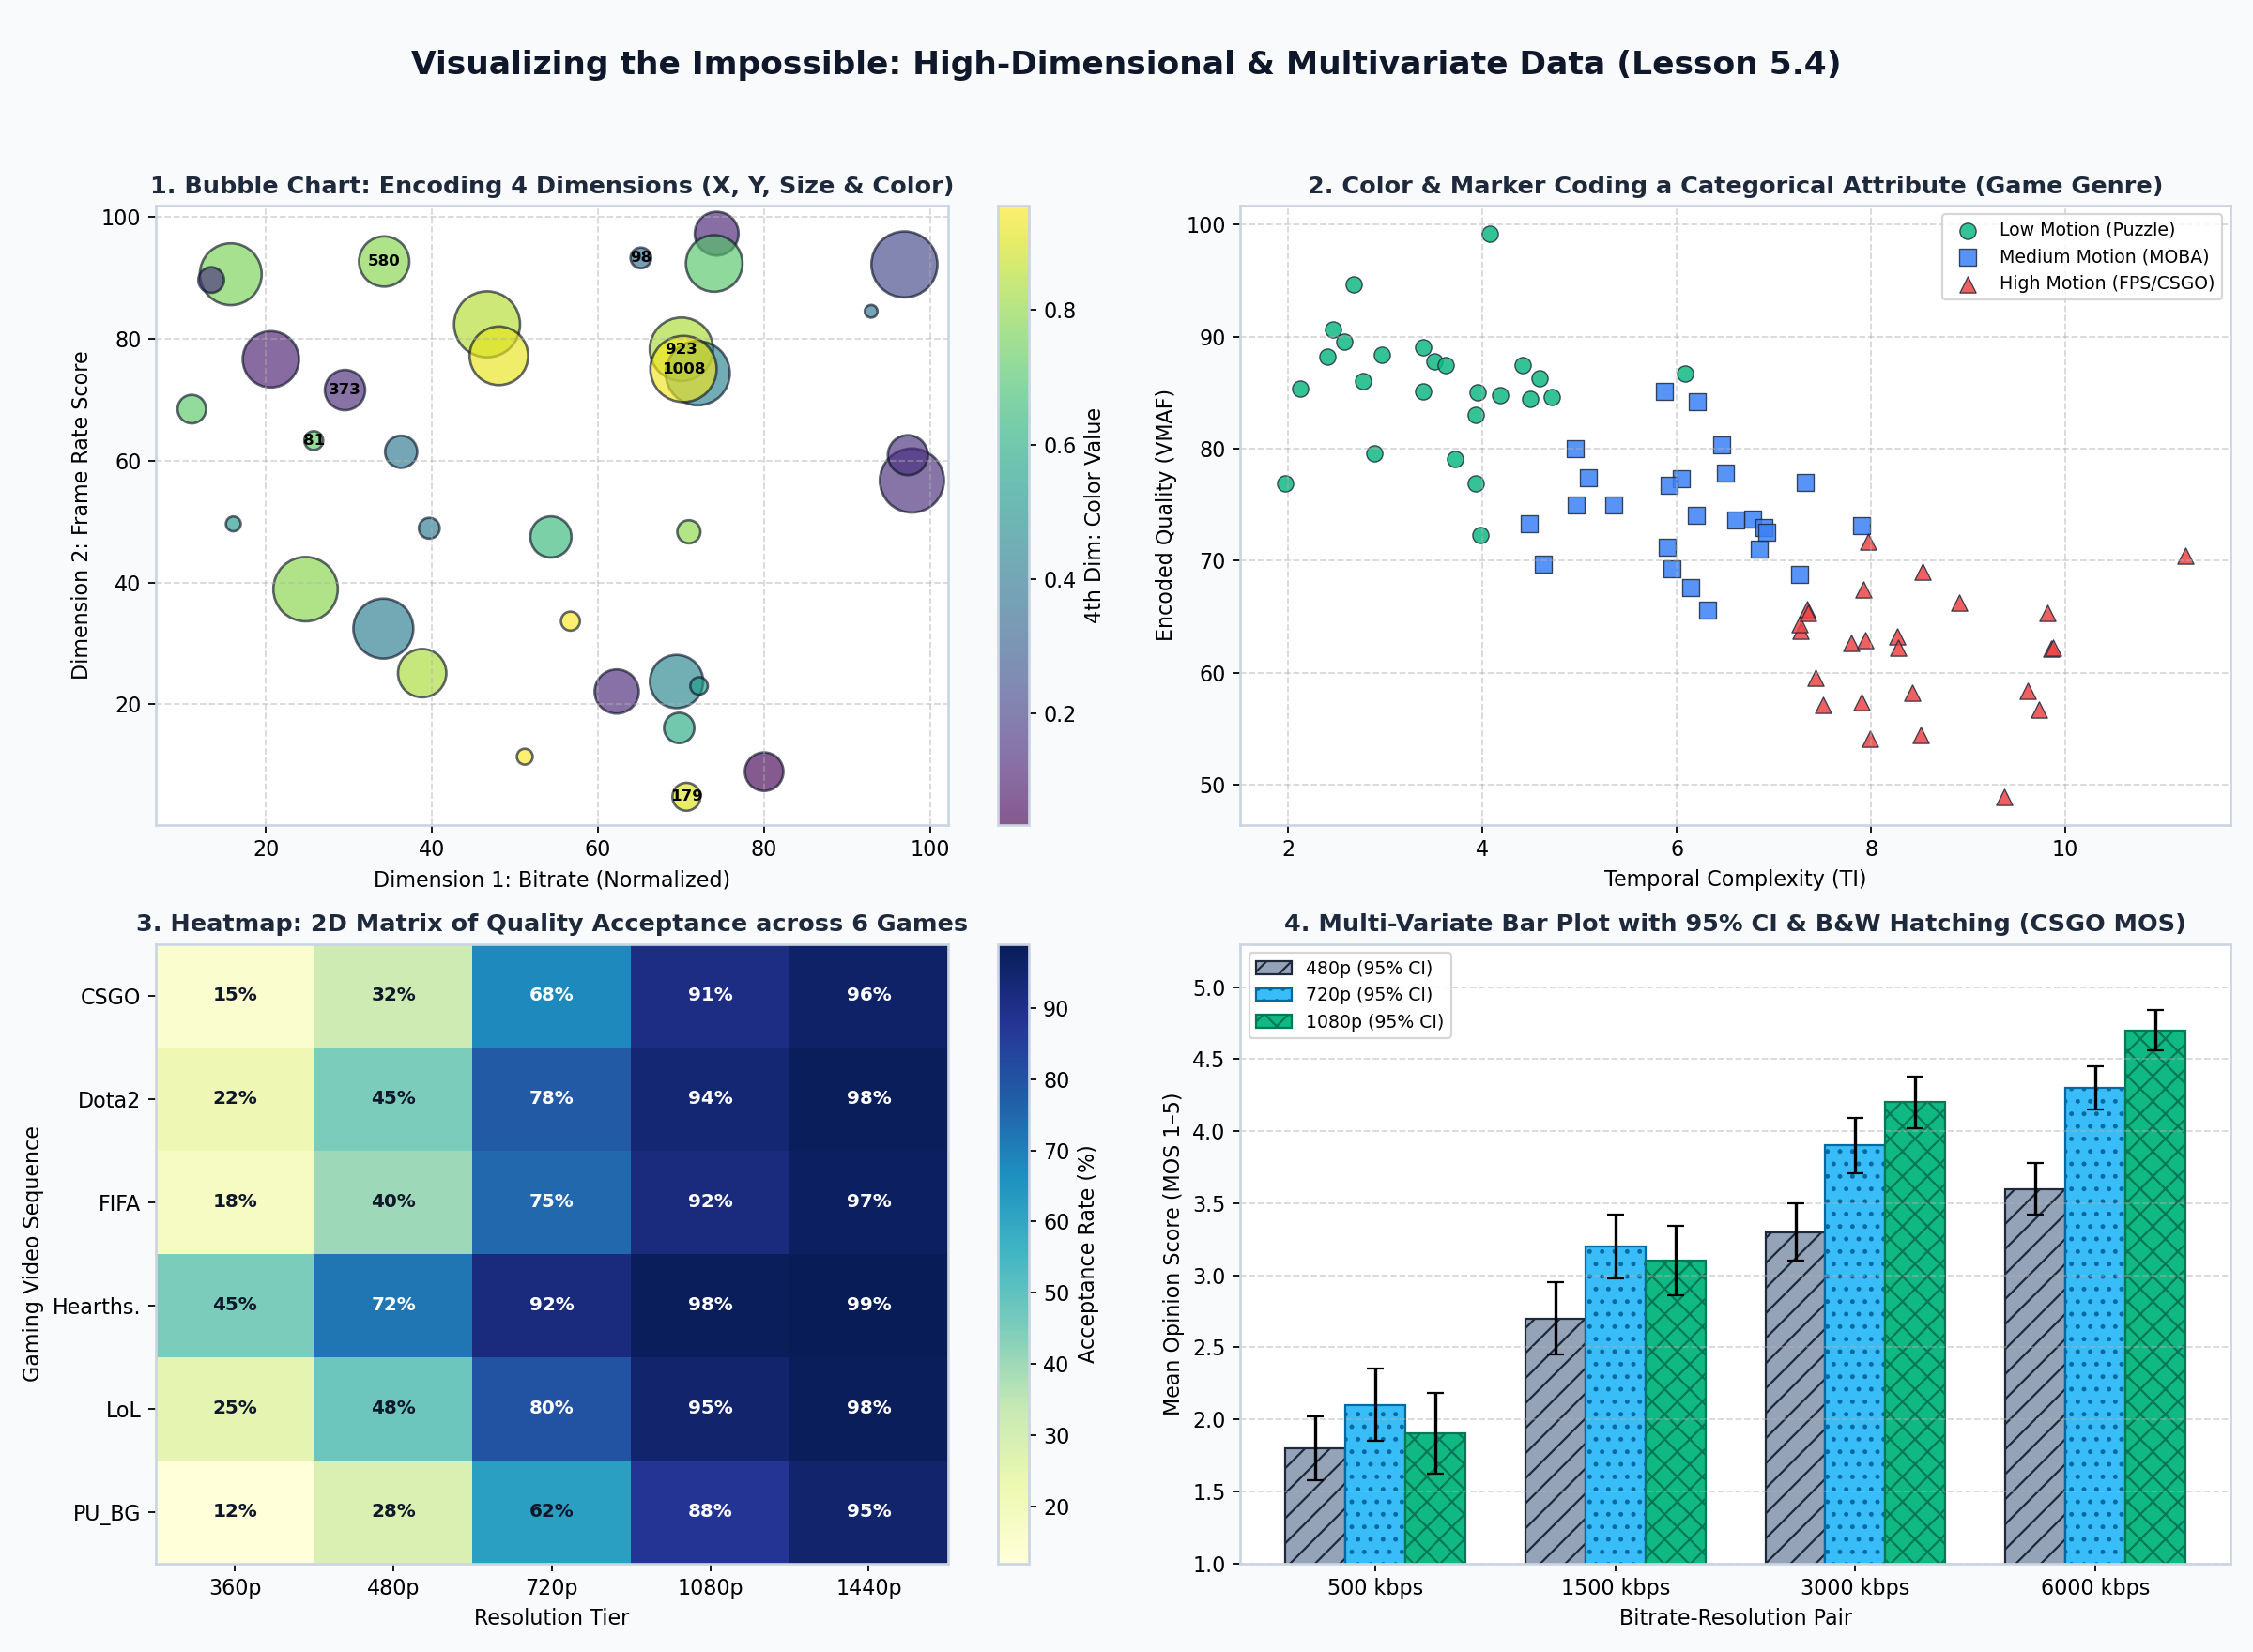 Visualizing the Impossible: High-Dimensional & Multivariate Data (Lesson 5.4)
1. Bubble Chart: Encoding 4 Dimensions (X, Y, Size & Color)
Dimension 2: Frame Rate Score
100
80
60
40
20
580
98
923
1008
373
81
179
20
40
60
80
100
Dimension 1: Bitrate (Normalized)
0.8
0.6
0.4
0.2
4th Dim: Color Value
2. Color & Marker Coding a Categorical Attribute (Game Genre)
Low Motion (Puzzle)
Medium Motion (MOBA)
High Motion (FPS/CSGO)
Encoded Quality (VMAF)
100
90
80
70
60
50
2
4
6
8
10
Temporal Complexity (TI)
3. Heatmap: 2D Matrix of Quality Acceptance across 6 Games
Gaming Video Sequence
CSGO 15% 32% 68% 91% 96%
Dota2 22% 45% 78% 94% 98%
FIFA 18% 40% 75% 92% 97%
Hearths. 45% 72% 92% 98% 99%
LoL 25% 48% 80% 95% 98%
PU_BG 12% 28% 62% 88% 95%
360p 480p 720p 1080p 1440p
Resolution Tier
90
80
70
60
50
40
30
20
Acceptance Rate (%)
4. Multi-Variate Bar Plot with 95% CI & B&W Hatching (CSGO MOS)
480p (95% CI)
720p (95% CI)
1080p (95% CI)
Mean Opinion Score (MOS 1–5)
5.0
4.5
4.0
3.5
3.0
2.5
2.0
1.5
1.0
500 kbps
1500 kbps
3000 kbps
6000 kbps
Bitrate-Resolution Pair